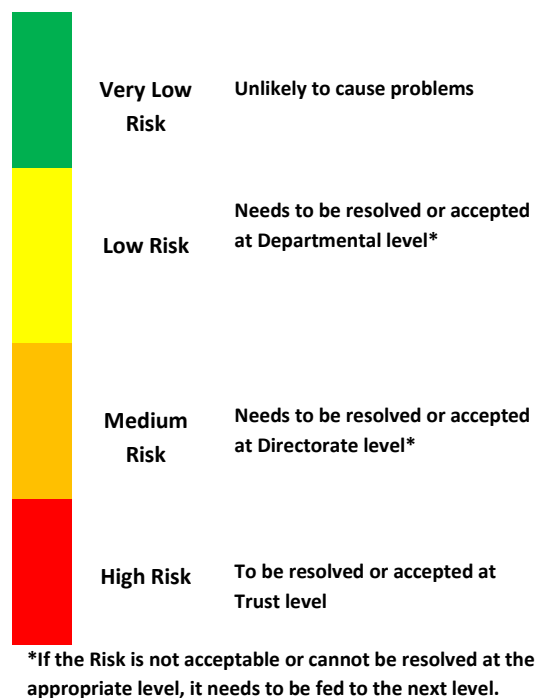 Very Low
Risk
Unlikely to cause problems
Low Risk
Needs to be resolved or accepted
at Departmental level*
Medium
Risk
Needs to be resolved or accepted
at Directorate level*
High Risk
To be resolved or accepted at
Trust level
*If the Risk is not acceptable or cannot be resolved at the
appropriate level, it needs to be fed to the next level.